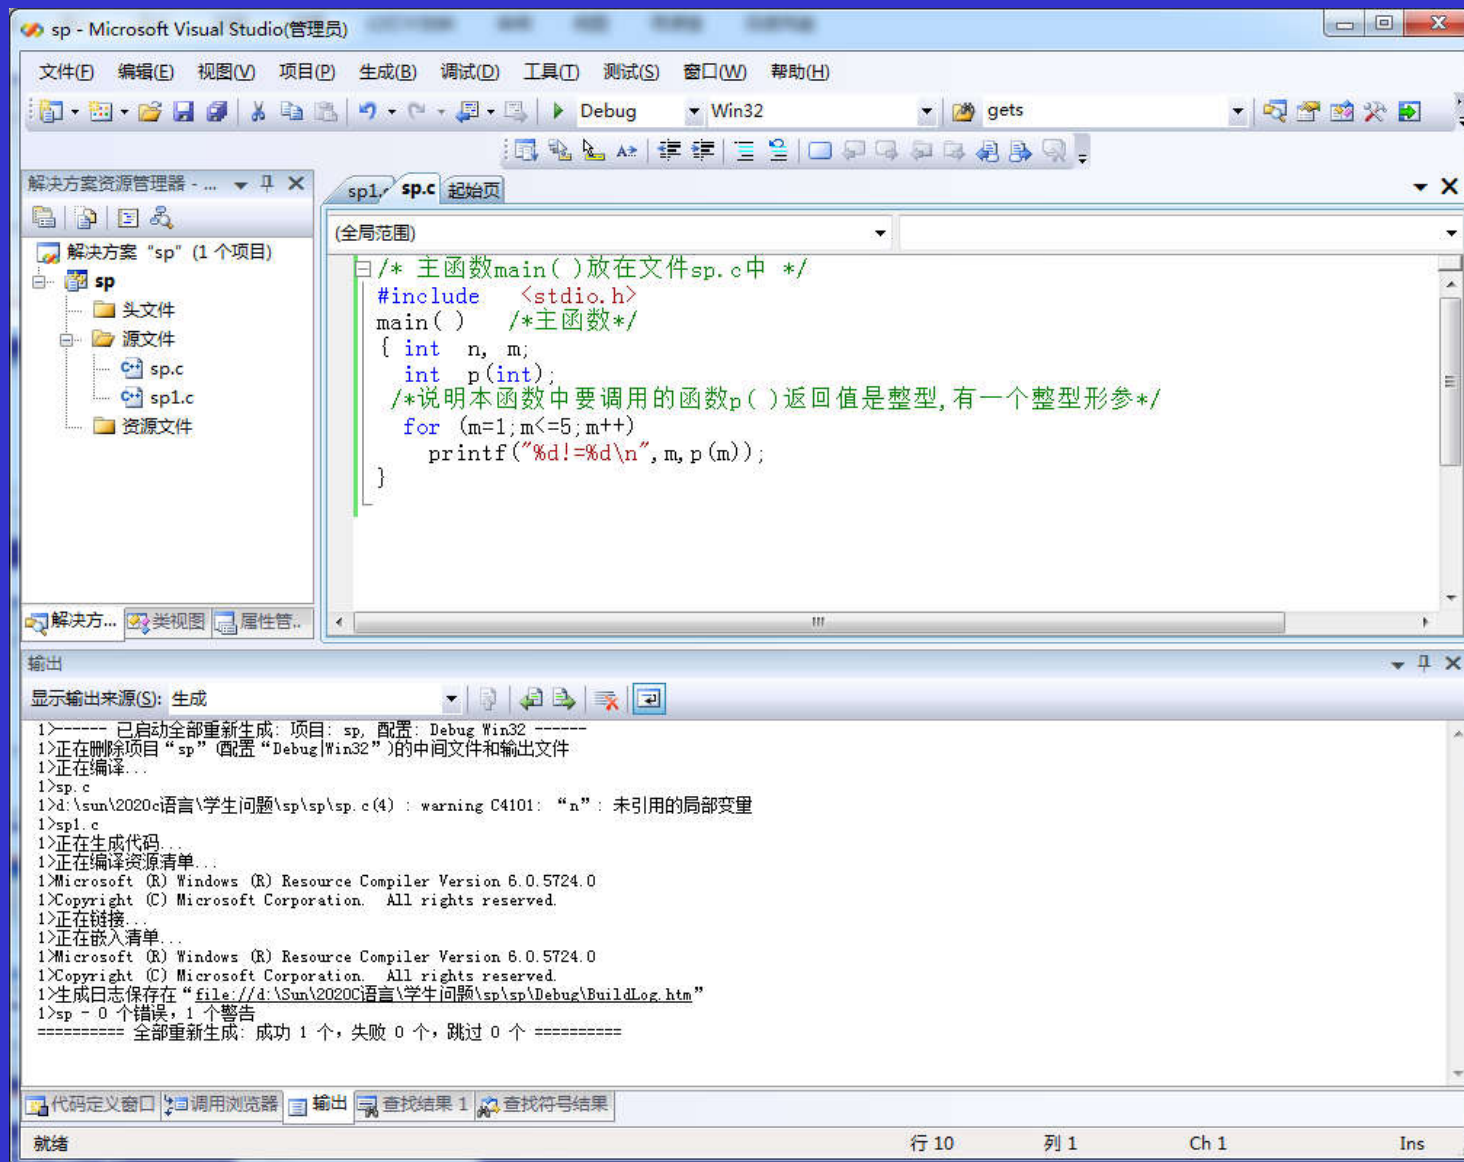 sp - Microsoft Visual Studio(管理员)
文件(F) 编辑(E) 视图(V) 项目(P) 生成(B) 调试(D) 工具(T) 测试(S) 窗口(W) 帮助(H)
Debug Win32 gets
解决方案资源管理器 - ...
解决方案 "sp" (1 个项目)
sp
头文件
源文件
sp.c
sp1.c
资源文件
解决方... 类视图 属性管..
sp1. sp.c 起始页
(全局范围)
/* 主函数main( )放在文件sp.c中 */
#include <stdio.h>
main( ) /*主函数*/
{ int n, m;
int p(int);
/*说明本函数中要调用的函数p( )返回值是整型,有一个整型形参*/
for (m=1;m<=5;m++)
printf("%d!=%d\n",m,p(m));
}
输出
显示输出来源(S): 生成
1>------ 已启动全部重新生成: 项目: sp, 配置: Debug Win32 ------
1>正在删除项目“sp”(配置“Debug|Win32”)的中间文件和输出文件
1>正在编译...
1>sp.c
1>d:\sun\2020c语言\学生问题\sp\sp\sp.c(4) : warning C4101: “n”: 未引用的局部变量
1>sp1.c
1>正在生成代码...
1>正在编译资源清单...
1>Microsoft (R) Windows (R) Resource Compiler Version 6.0.5724.0
1>Copyright (C) Microsoft Corporation. All rights reserved.
1>正在链接...
1>正在嵌入清单...
1>Microsoft (R) Windows (R) Resource Compiler Version 6.0.5724.0
1>Copyright (C) Microsoft Corporation. All rights reserved.
1>生成日志保存在“file://d:\Sun\2020C语言\学生问题\sp\sp\Debug\BuildLog.htm”
1>sp - 0 个错误，1 个警告
========== 全部重新生成: 成功 1 个，失败 0 个，跳过 0 个 ==========
代码定义窗口 调用浏览器 输出 查找结果 1 查找符号结果
就绪 行 10 列 1 Ch 1 Ins